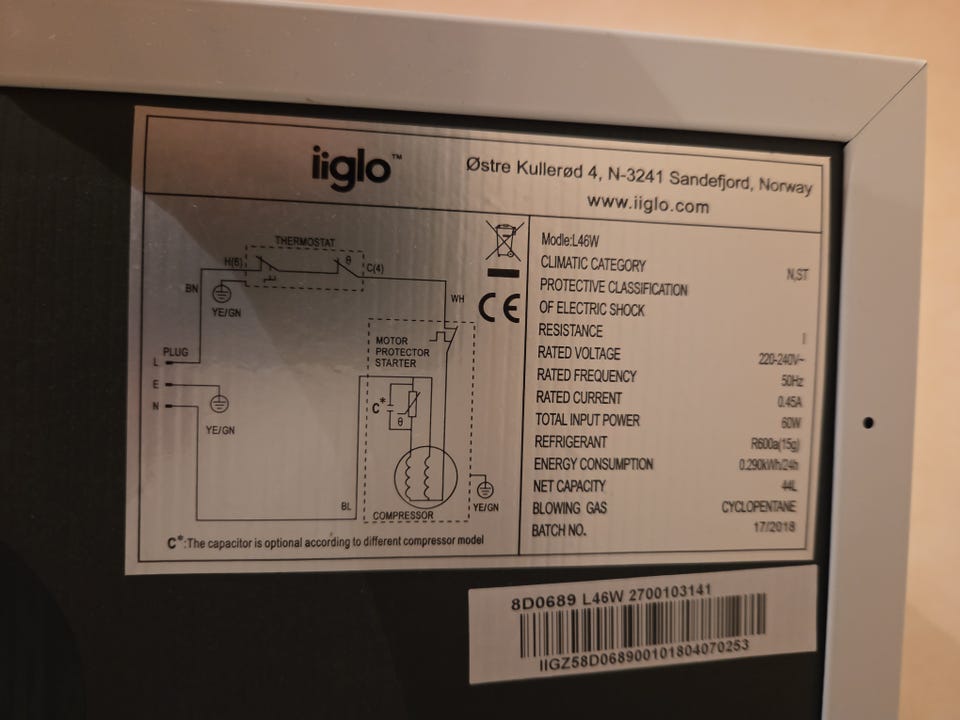 iiglo™
Østre Kullerød 4, N-3241 Sandefjord, Norway
www.iiglo.com
THERMOSTAT
H(6)
θ
C(4)
BN
YE/GN
WH
PLUG
L
E
N
YE/GN
MOTOR
PROTECTOR
STARTER
C*
θ
BL
COMPRESSOR
YE/GN
C*:The capacitor is optional according to different compressor model
CE
Modle:L46W
CLIMATIC CATEGORY N,ST
PROTECTIVE CLASSIFICATION
OF ELECTRIC SHOCK
RESISTANCE I
RATED VOLTAGE 220-240V~
RATED FREQUENCY 50Hz
RATED CURRENT 0.45A
TOTAL INPUT POWER 60W
REFRIGERANT R600a(15g)
ENERGY CONSUMPTION 0.290kWh/24h
NET CAPACITY 44L
BLOWING GAS CYCLOPENTANE
BATCH NO. 17/2018
8D0689 L46W 2700103141
IIGZ58D068900101804070253